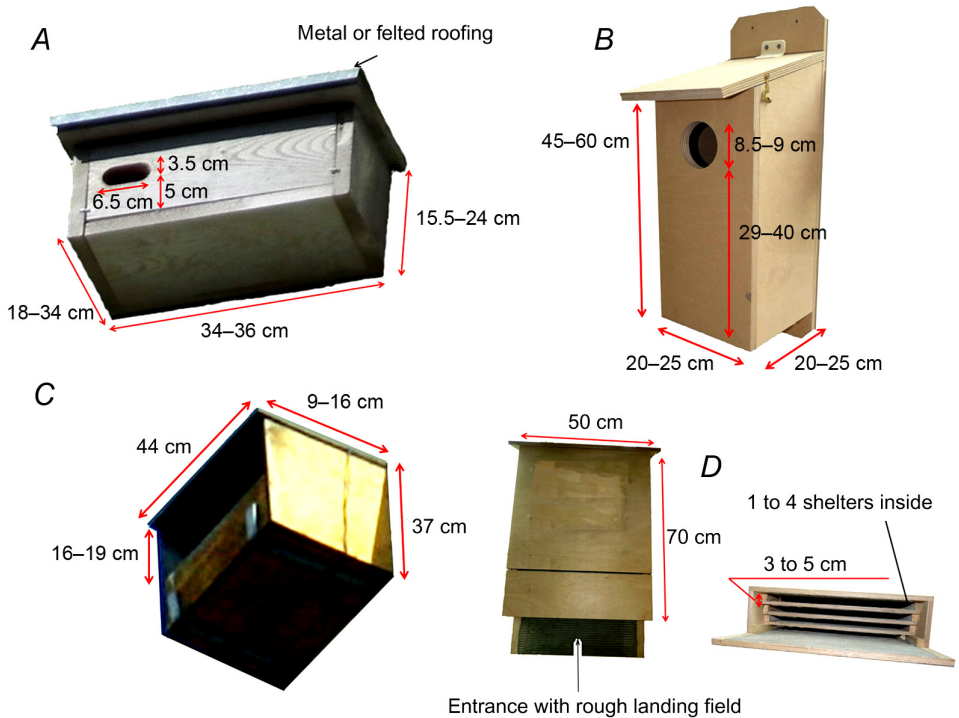 A
Metal or felted roofing
3.5 cm
6.5 cm
5 cm
15.5–24 cm
18–34 cm
34–36 cm
B
45–60 cm
8.5–9 cm
29–40 cm
20–25 cm
20–25 cm
C
9–16 cm
44 cm
16–19 cm
37 cm
50 cm
70 cm
Entrance with rough landing field
D
1 to 4 shelters inside
3 to 5 cm